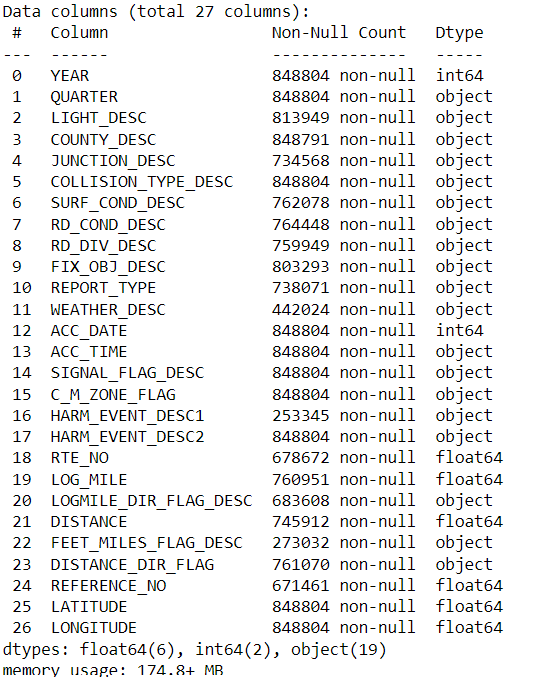 Data columns (total 27 columns):
 #   Column                Non-Null Count   Dtype
---  ------                --------------   -----
 0   YEAR                  848804 non-null  int64
 1   QUARTER               848804 non-null  object
 2   LIGHT_DESC            813949 non-null  object
 3   COUNTY_DESC           848791 non-null  object
 4   JUNCTION_DESC         734568 non-null  object
 5   COLLISION_TYPE_DESC   848804 non-null  object
 6   SURF_COND_DESC        762078 non-null  object
 7   RD_COND_DESC          764448 non-null  object
 8   RD_DIV_DESC           759949 non-null  object
 9   FIX_OBJ_DESC          803293 non-null  object
 10  REPORT_TYPE           738071 non-null  object
 11  WEATHER_DESC          442024 non-null  object
 12  ACC_DATE              848804 non-null  int64
 13  ACC_TIME              848804 non-null  object
 14  SIGNAL_FLAG_DESC      848804 non-null  object
 15  C_M_ZONE_FLAG         848804 non-null  object
 16  HARM_EVENT_DESC1      253345 non-null  object
 17  HARM_EVENT_DESC2      848804 non-null  object
 18  RTE_NO                678672 non-null  float64
 19  LOG_MILE              760951 non-null  float64
 20  LOGMILE_DIR_FLAG_DESC 683608 non-null  object
 21  DISTANCE              745912 non-null  float64
 22  FEET_MILES_FLAG_DESC  273032 non-null  object
 23  DISTANCE_DIR_FLAG     761070 non-null  object
 24  REFERENCE_NO          671461 non-null  float64
 25  LATITUDE              848804 non-null  float64
 26  LONGITUDE             848804 non-null  float64
dtypes: float64(6), int64(2), object(19)
memory usage: 174.8+ MB